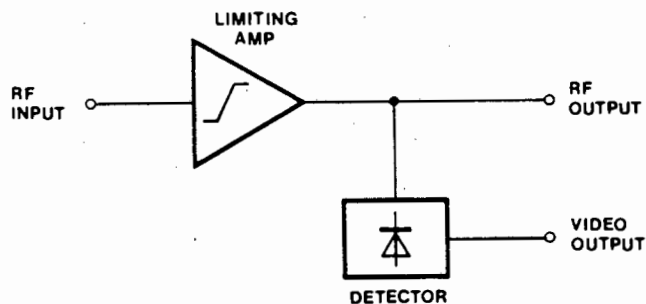 LIMITING
AMP
RF
INPUT
RF
OUTPUT
VIDEO
OUTPUT
DETECTOR